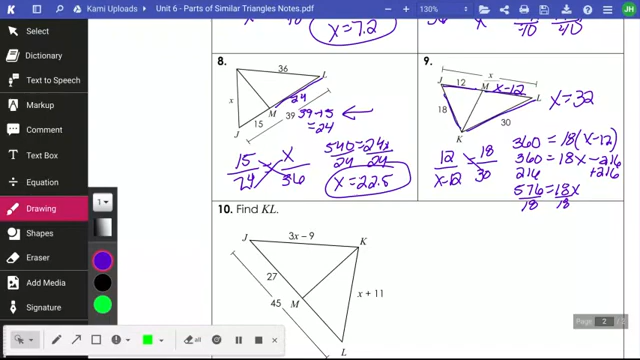 Kami Uploads › Unit 6 - Parts of Similar Triangles Notes.pdf
130%
JH
Select
Dictionary
Text to Speech
Markup
Comment
Text Box
Equation
Drawing
Shapes
Eraser
Add Media
Signature
1
x=7.2
40
8.
36
L
x
24
M
39
15
J
39-15
=24
15/24 = x/36
540=24x
24 24
x=22.5
9.
x
J
12
M
x-12
L
18
30
K
x=32
12/x-12 = 18/30
360=18(x-12)
360=18x-216
216 +216
576=18x
18 18
10. Find KL
J
3x − 9
K
27
M
45
x + 11
L
Page 2